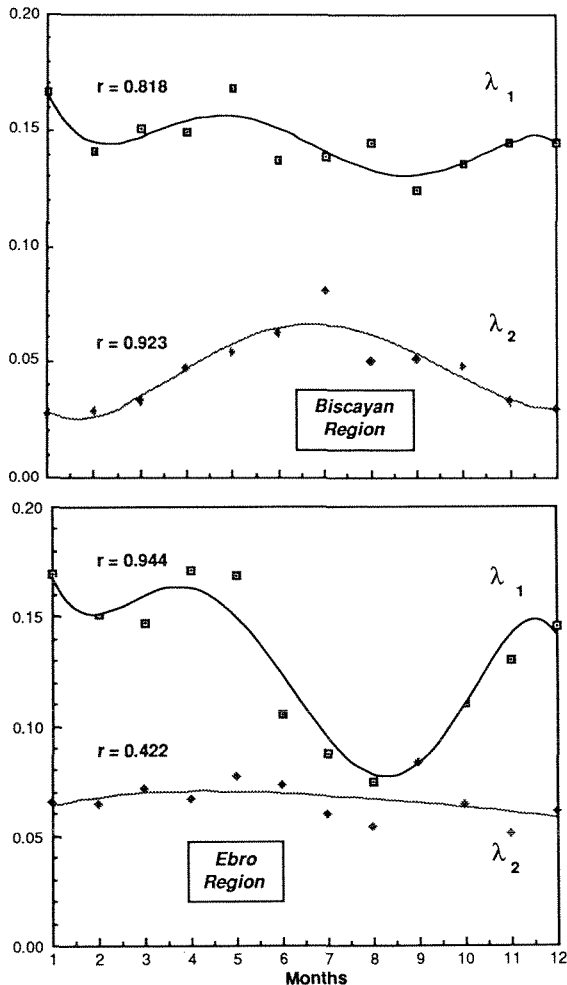 0.20
r = 0.818
λ 1
0.15
0.10
r = 0.923
λ 2
0.05
Biscayan
Region
0.00
0.20
r = 0.944
λ 1
0.15
0.10
r = 0.422
0.05
Ebro
Region
λ 2
0.00
1 2 3 4 5 6 7 8 9 10 11 12
Months